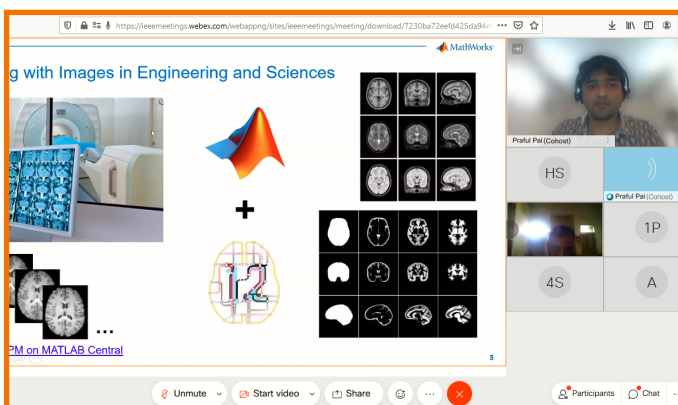 https://ieeemeetings.webex.com/webappng/sites/ieeemeetings/meeting/download/7230ba72eefd425da94e
MathWorks
g with Images in Engineering and Sciences
+
...
PM on MATLAB Central
5
Praful Pai (Cohost)
HS
Praful Pai (Cohost)
1P
4S
A
Unmute
Start video
Share
Participants
Chat